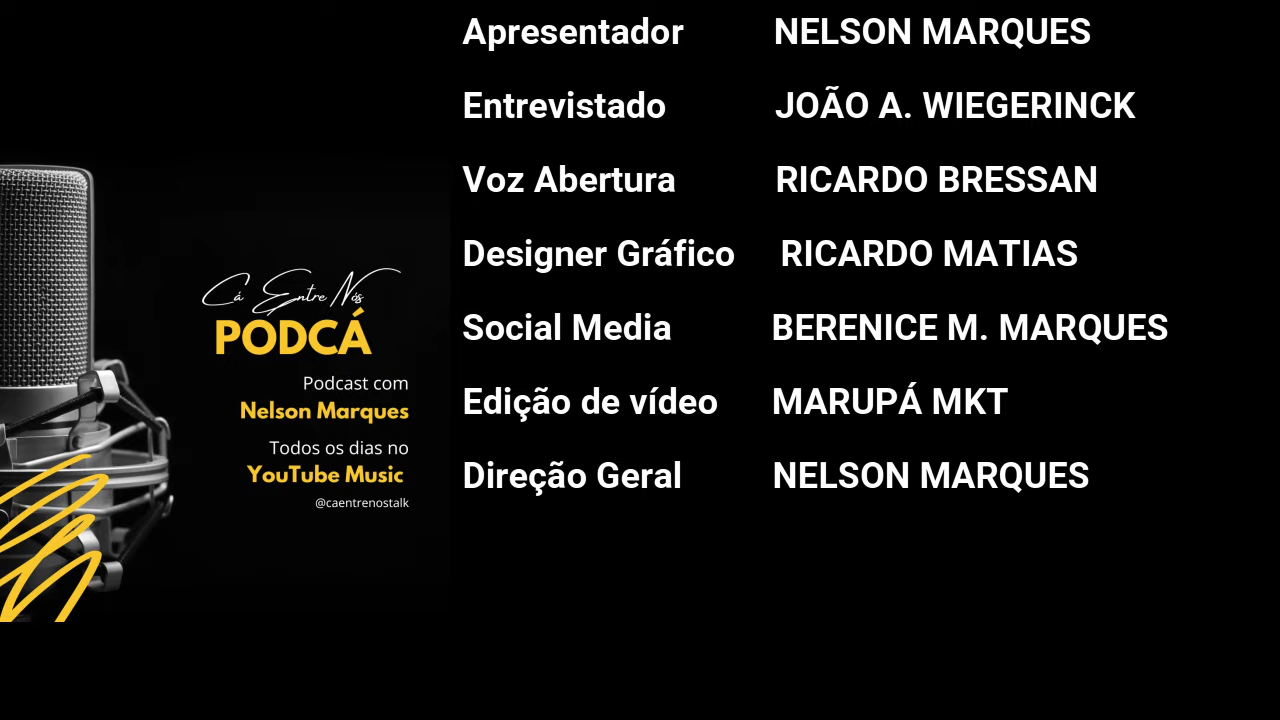 Apresentador NELSON MARQUES
Entrevistado JOÃO A. WIEGERINCK
Voz Abertura RICARDO BRESSAN
Designer Gráfico RICARDO MATIAS
Social Media BERENICE M. MARQUES
Edição de vídeo MARUPÁ MKT
Direção Geral NELSON MARQUES
Cá Entre Nós
PODCÁ
Podcast com
Nelson Marques
Todos os dias no
YouTube Music
@caentrenostalk